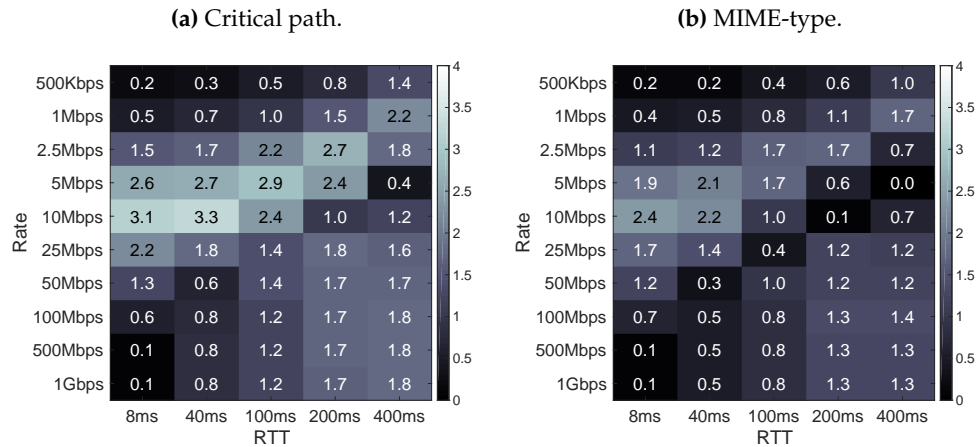 (a) Critical path.
500Kbps 0.2 0.3 0.5 0.8 1.4
1Mbps 0.5 0.7 1.0 1.5 2.2
2.5Mbps 1.5 1.7 2.2 2.7 1.8
5Mbps 2.6 2.7 2.9 2.4 0.4
10Mbps 3.1 3.3 2.4 1.0 1.2
25Mbps 2.2 1.8 1.4 1.8 1.6
50Mbps 1.3 0.6 1.4 1.7 1.7
100Mbps 0.6 0.8 1.2 1.7 1.8
500Mbps 0.1 0.8 1.2 1.7 1.8
1Gbps 0.1 0.8 1.2 1.7 1.8
8ms 40ms 100ms 200ms 400ms
RTT
Rate
4
3.5
3
2.5
2
1.5
1
0.5
0
(b) MIME-type.
500Kbps 0.2 0.2 0.4 0.6 1.0
1Mbps 0.4 0.5 0.8 1.1 1.7
2.5Mbps 1.1 1.2 1.7 1.7 0.7
5Mbps 1.9 2.1 1.7 0.6 0.0
10Mbps 2.4 2.2 1.0 0.1 0.7
25Mbps 1.7 1.4 0.4 1.2 1.2
50Mbps 1.2 0.3 1.0 1.2 1.2
100Mbps 0.7 0.5 0.8 1.3 1.4
500Mbps 0.1 0.5 0.8 1.3 1.3
1Gbps 0.1 0.5 0.8 1.3 1.3
8ms 40ms 100ms 200ms 400ms
RTT
Rate
4
3.5
3
2.5
2
1.5
1
0.5
0